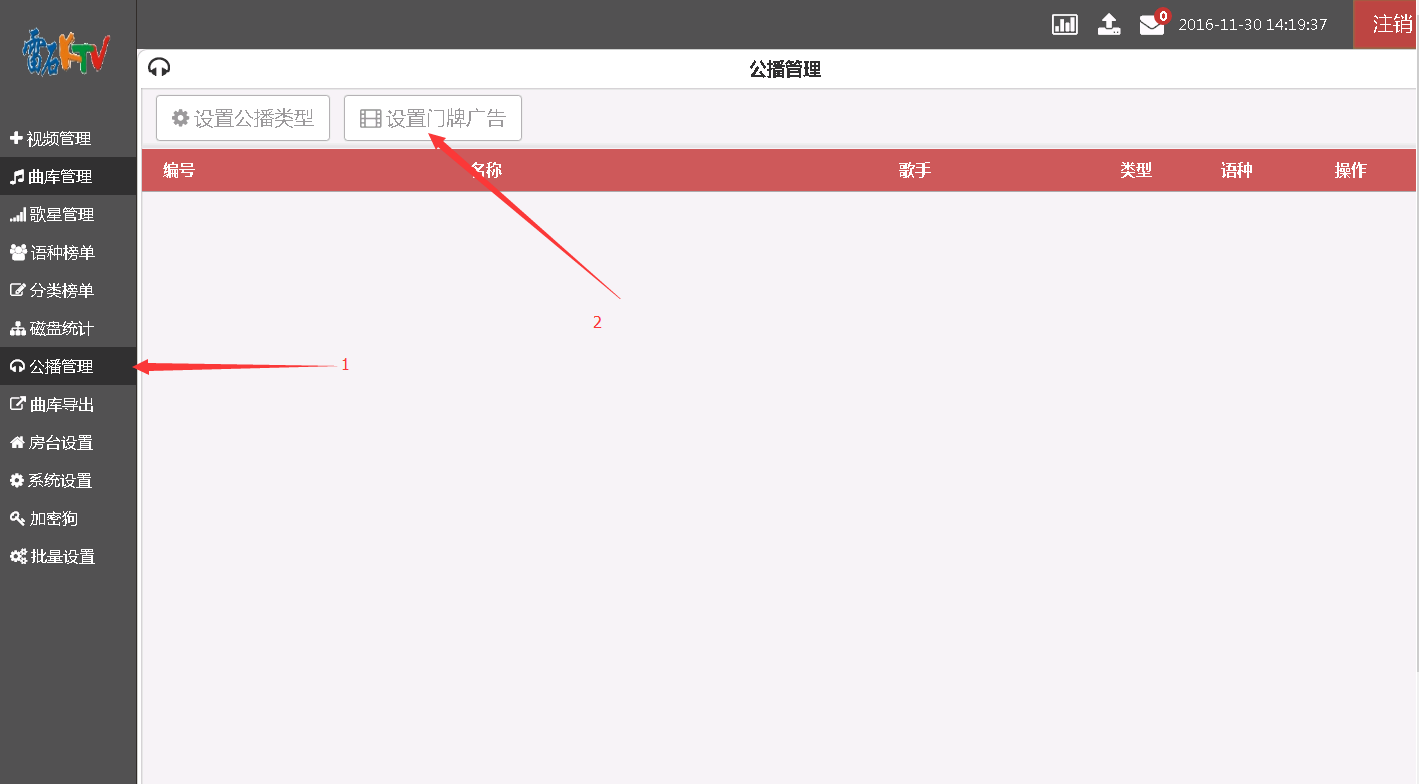 雷石KTV
0
2016-11-30 14:19:37
注销
公播管理
设置公播类型
设置门牌广告
编号 名称 歌手 类型 语种 操作
视频管理
曲库管理
歌星管理
语种榜单
分类榜单
磁盘统计
公播管理
曲库导出
房台设置
系统设置
加密狗
批量设置
2
1